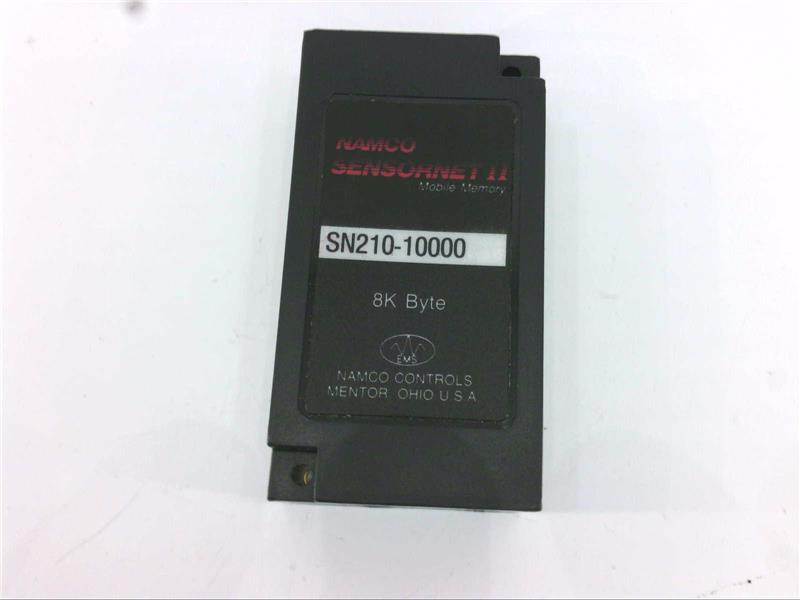 NAMCO
SENSORNET II
Mobile Memory
SN210-10000
8K Byte
EMS
NAMCO CONTROLS
MENTOR OHIO U.S.A